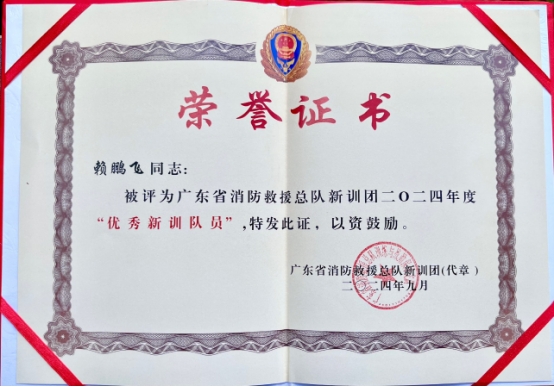 荣誉证书
赖鹏飞同志：
被评为广东省消防救援总队新训团二〇二四年度
“优秀新训队员”,特发此证，以资鼓励。
广东省消防救援总队新训团(代章)
二〇二四年九月